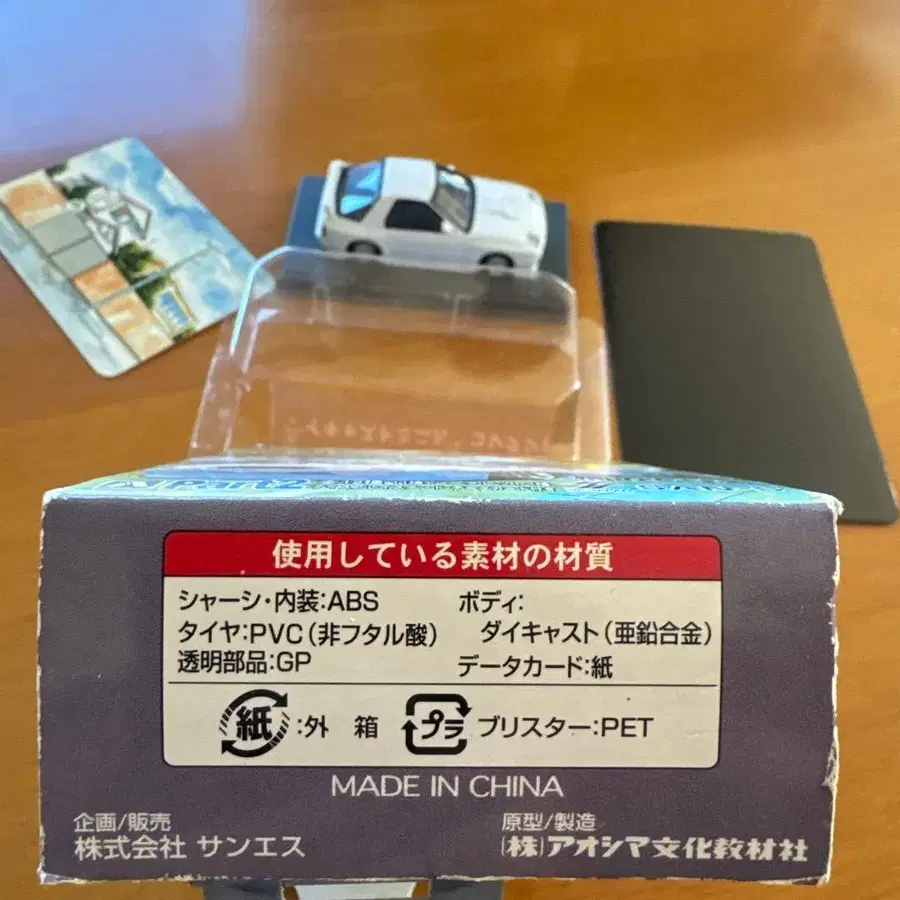 使用している素材の材質
シャーシ・内装:ABS
タイヤ:PVC(非フタル酸)
透明部品:GP
ボディ:
ダイキャスト(亜鉛合金)
データカード:紙
紙:外 箱
プラ ブリスター:PET
MADE IN CHINA
企画/販売
株式会社 サンエス
原型/製造
(株)アオシマ文化教材社